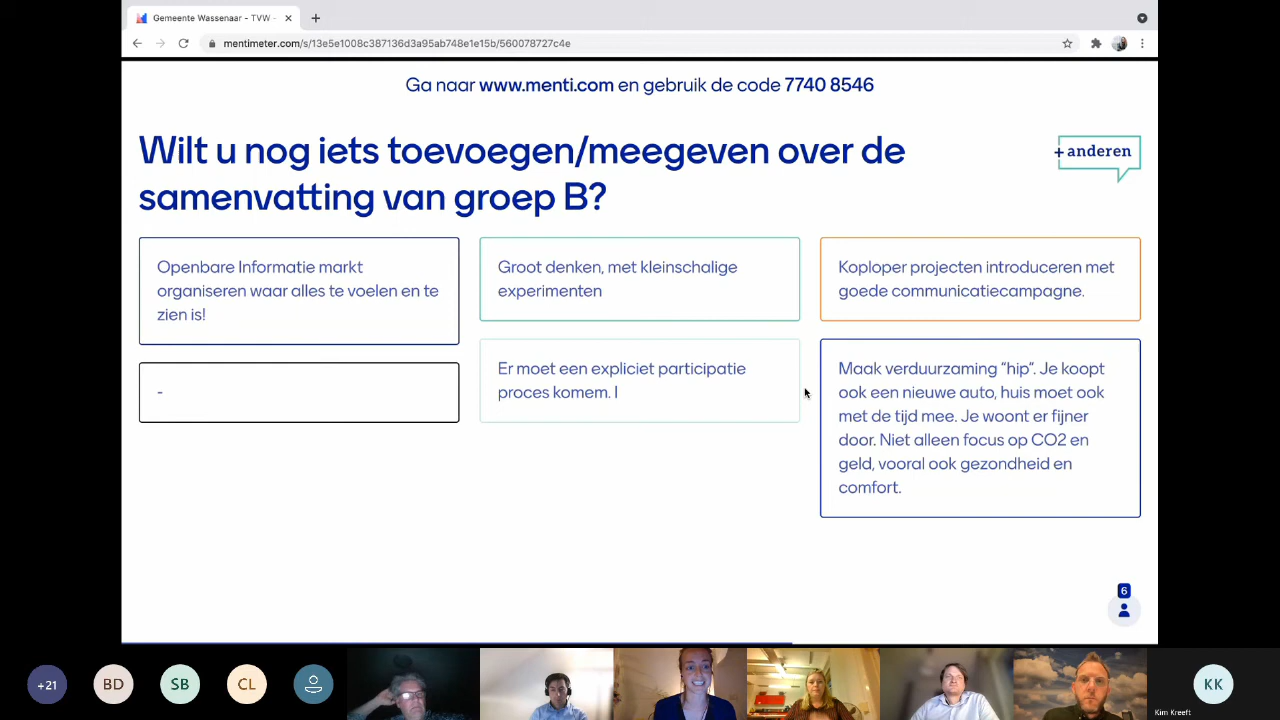 Gemeente Wassenaar - TVW -
mentimeter.com/s/13e5e1008c387136d3a95ab748e1e15b/560078727c4e
Ga naar www.menti.com en gebruik de code 7740 8546
Wilt u nog iets toevoegen/meegeven over de
samenvatting van groep B?
+anderen
Openbare Informatie markt
organiseren waar alles te voelen en te
zien is!
Groot denken, met kleinschalige
experimenten
Koploper projecten introduceren met
goede communicatiecampagne.
-
Er moet een expliciet participatie
proces komem. I
Maak verduurzaming “hip”. Je koopt
ook een nieuwe auto, huis moet ook
met de tijd mee. Je woont er fijner
door. Niet alleen focus op CO2 en
geld, vooral ook gezondheid en
comfort.
6
+21
BD
SB
CL
KK
Kim Kreeft